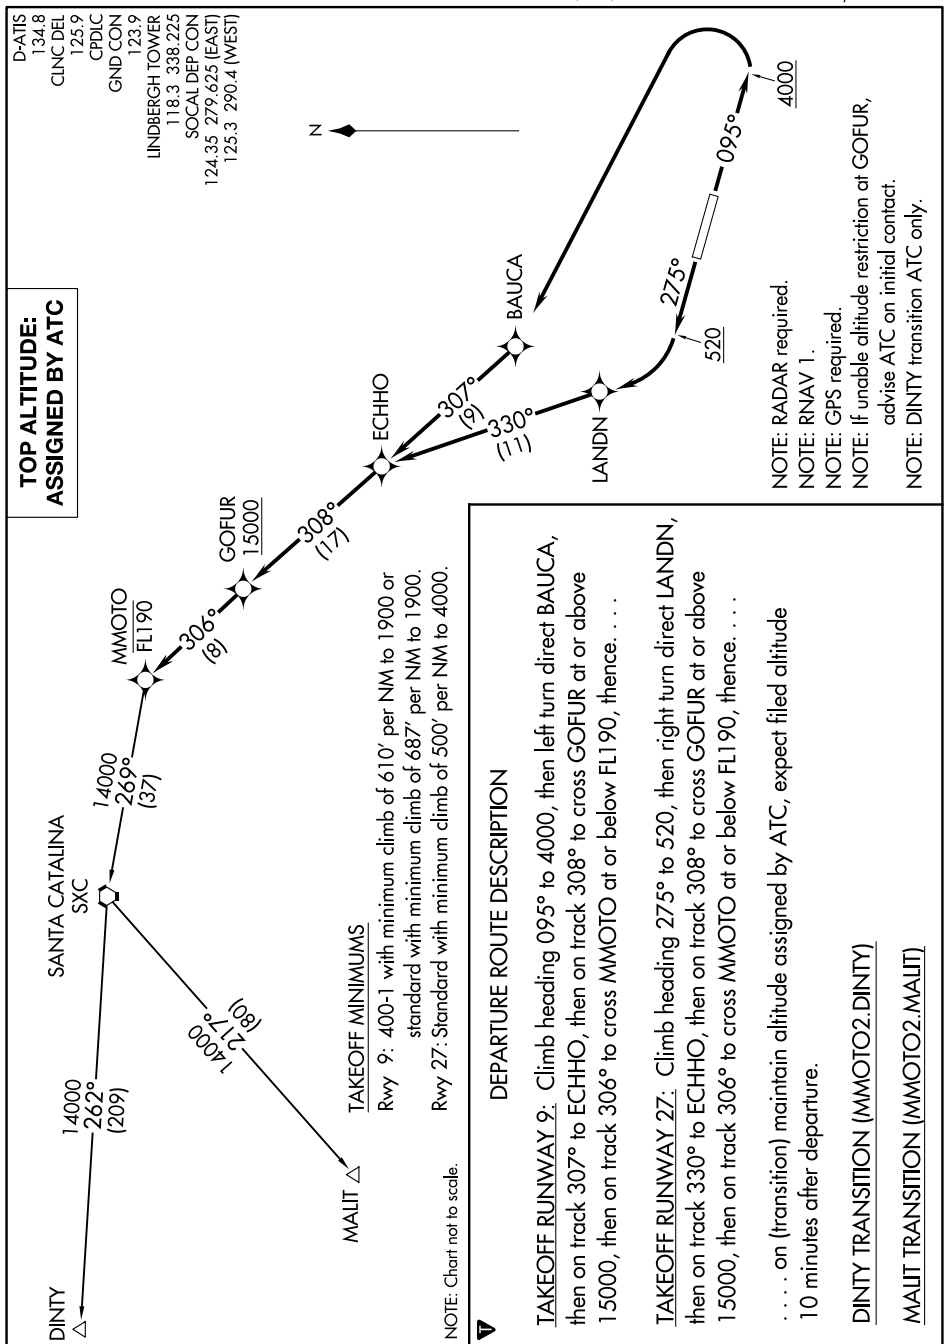 D-ATIS
134.8
CLNC DEL
125.9
CPDLC
GND CON
123.9
LINDBERGH TOWER
118.3 338.225
SOCAL DEP CON
124.35 279.625 (EAST)
125.3 290.4 (WEST)
TOP ALTITUDE:
ASSIGNED BY ATC
N
DINTY
14000
262°
(209)
SANTA CATALINA
SXC
14000
217°
(80)
MALIT
14000
269°
(37)
MMOTO
FL190
306°
(8)
GOFUR
15000
308°
(17)
ECHHO
307°
(9)
BAUCA
330°
(11)
LANDN
275°
520
095°
4000
TAKEOFF MINIMUMS
Rwy 9: 400-1 with minimum climb of 610' per NM to 1900 or
standard with minimum climb of 687' per NM to 1900.
Rwy 27: Standard with minimum climb of 500' per NM to 4000.
NOTE: Chart not to scale.
NOTE: RADAR required.
NOTE: RNAV 1.
NOTE: GPS required.
NOTE: If unable altitude restriction at GOFUR,
advise ATC on initial contact.
NOTE: DINTY transition ATC only.
T
DEPARTURE ROUTE DESCRIPTION
TAKEOFF RUNWAY 9: Climb heading 095° to 4000, then left turn direct BAUCA,
then on track 307° to ECHHO, then on track 308° to cross GOFUR at or above
15000, then on track 306° to cross MMOTO at or below FL190, thence. . . .
TAKEOFF RUNWAY 27: Climb heading 275° to 520, then right turn direct LANDN,
then on track 330° to ECHHO, then on track 308° to cross GOFUR at or above
15000, then on track 306° to cross MMOTO at or below FL190, thence. . . .
. . . . on (transition) maintain altitude assigned by ATC, expect filed altitude
10 minutes after departure.
DINTY TRANSITION (MMOTO2.DINTY)
MALIT TRANSITION (MMOTO2.MALIT)